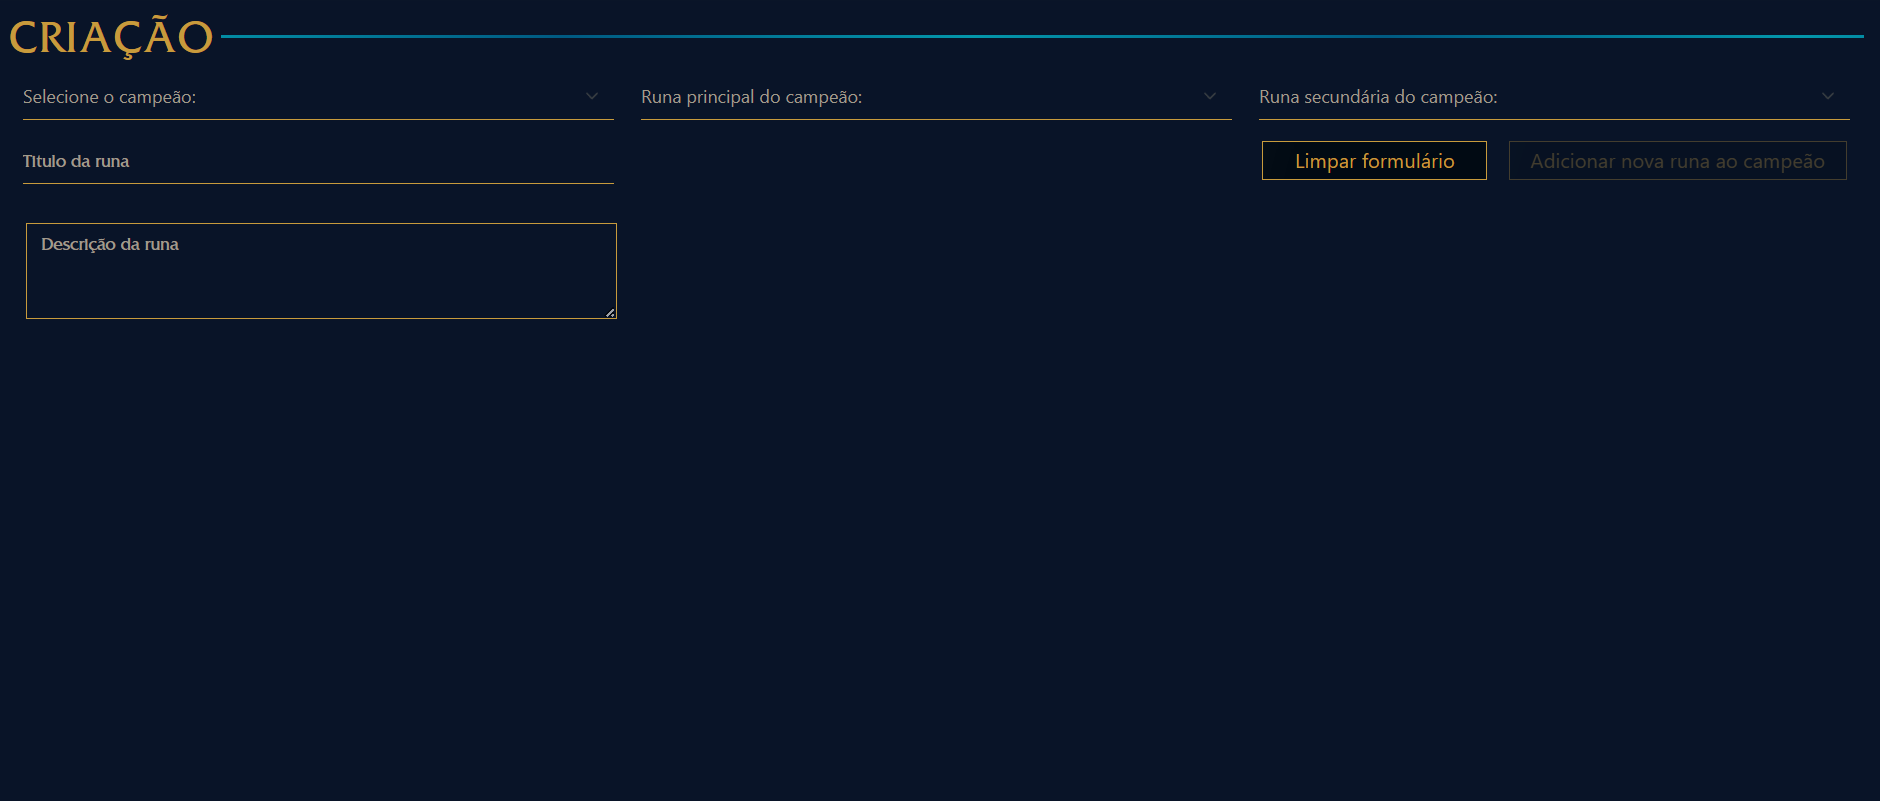 CRIAÇÃO
Selecione o campeão:
Runa principal do campeão:
Runa secundária do campeão:
Titulo da runa
Limpar formulário
Adicionar nova runa ao campeão
Descrição da runa